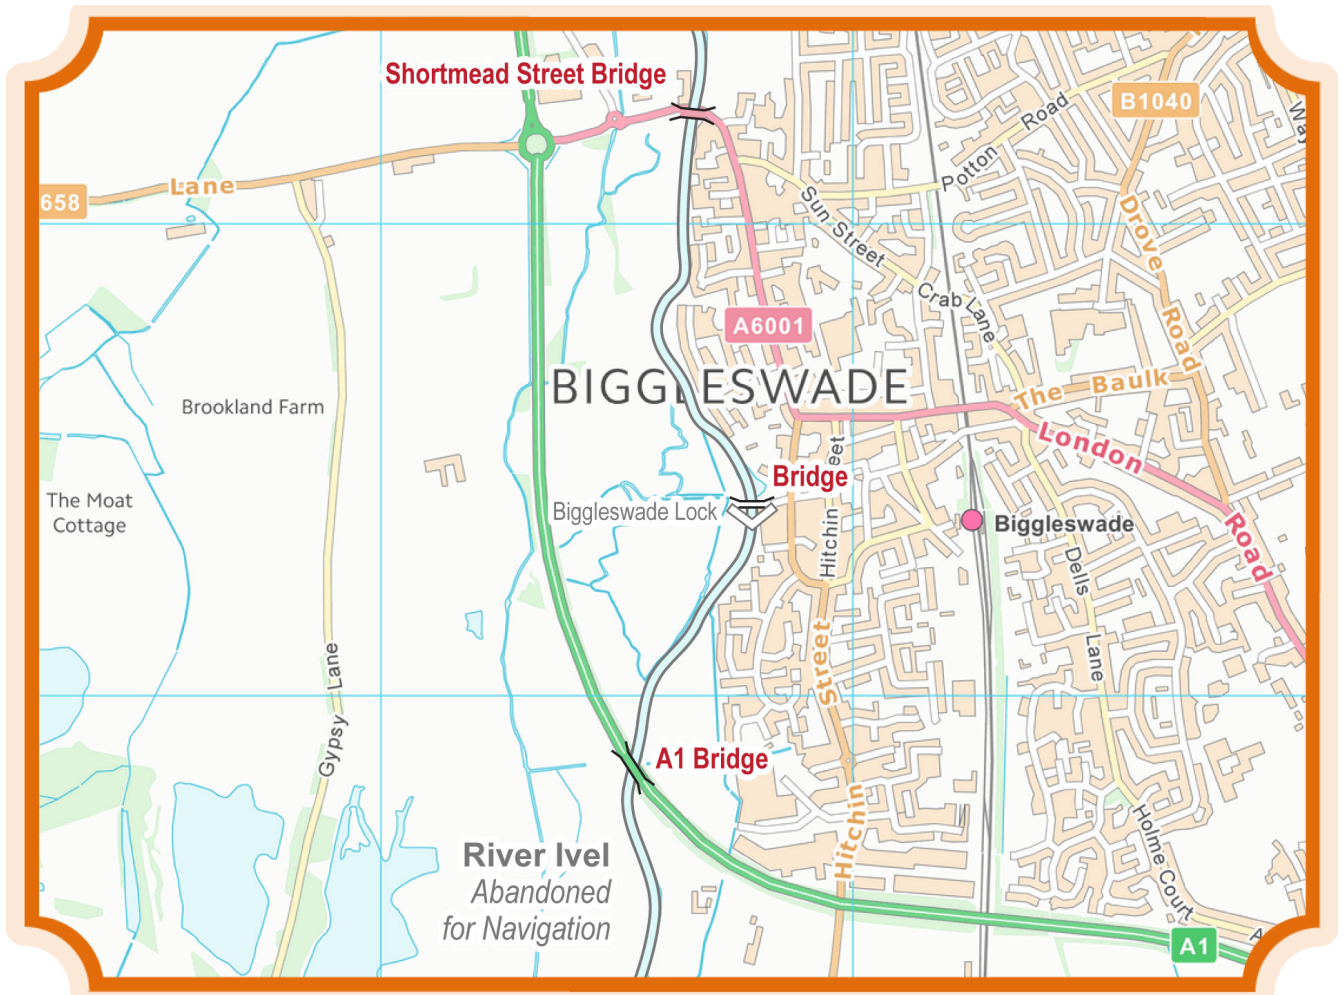 Shortmead Street Bridge
B1040
Way
Potton Road
658
Lane
Sun Street
Drove Road
Crab Lane
A6001
BIGGLESWADE
The Baulk
Brookland Farm
London Road
eet
Bridge
The Moat
Cottage
Biggleswade Lock
Hitchin
Biggleswade
Dells Lane
Gypsy Lane
Hitchin Street
A1 Bridge
River Ivel
Abandoned
for Navigation
Holme Court
A1